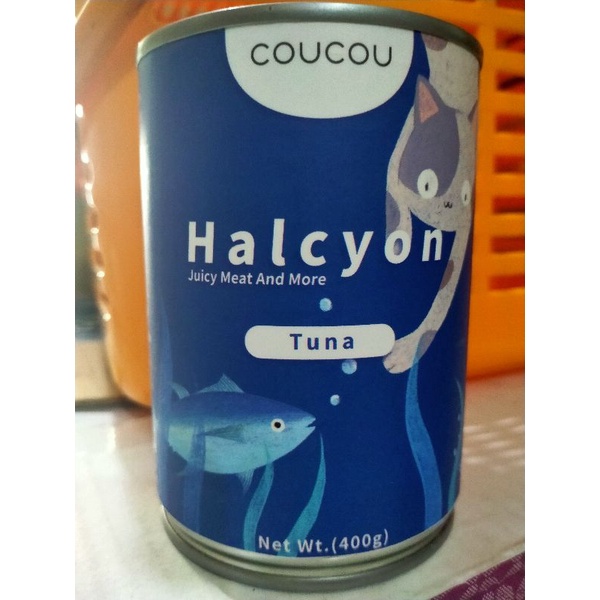 COUCOU
Halcyon
Juicy Meat And More
Tuna
Net Wt.(400g)